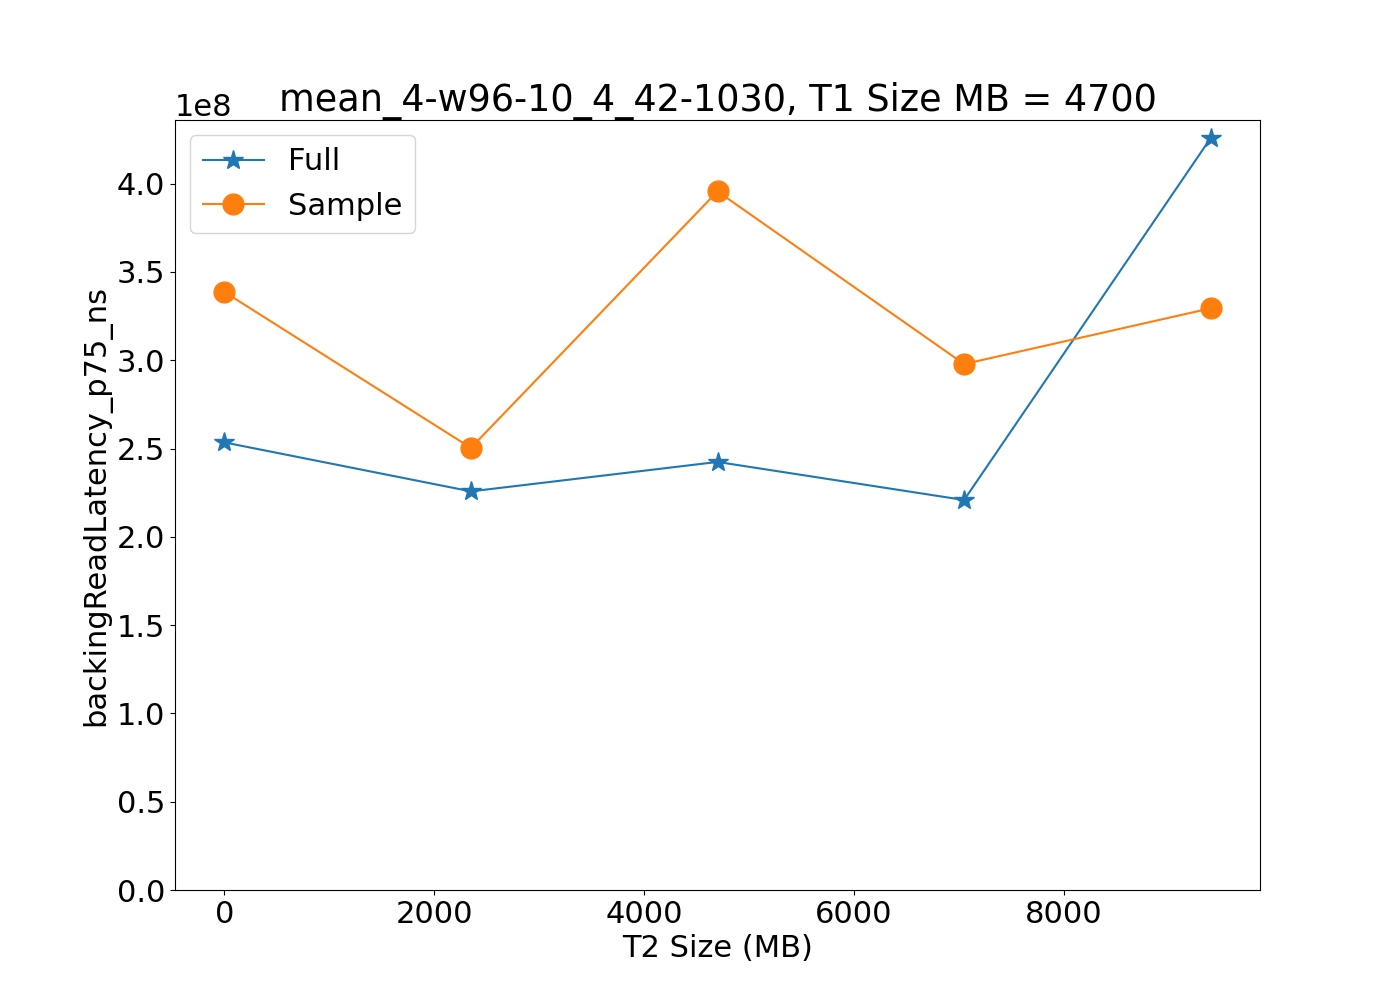 mean_4-w96-10_4_42-1030, T1 Size MB = 4700
1e8
Full
Sample
4.0
3.5
3.0
2.5
2.0
1.5
1.0
0.5
0.0
backingReadLatency_p75_ns
0 2000 4000 6000 8000
T2 Size (MB)